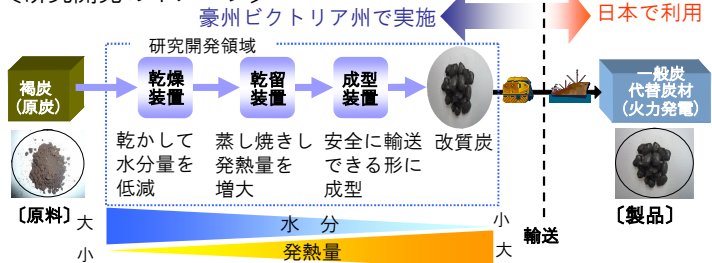 豪州ビクトリア州で実施
日本で利用
研究開発領域
褐炭
(原炭)
乾燥
装置
乾留
装置
成型
装置
一般炭
代替炭材
(火力発電)
乾かして
水分量を
低減
蒸し焼きし
発熱量を
増大
安全に輸送
できる形に
成型
改質炭
〔原料〕
〔製品〕
大
水 分
小
輸送
小
発熱量
大